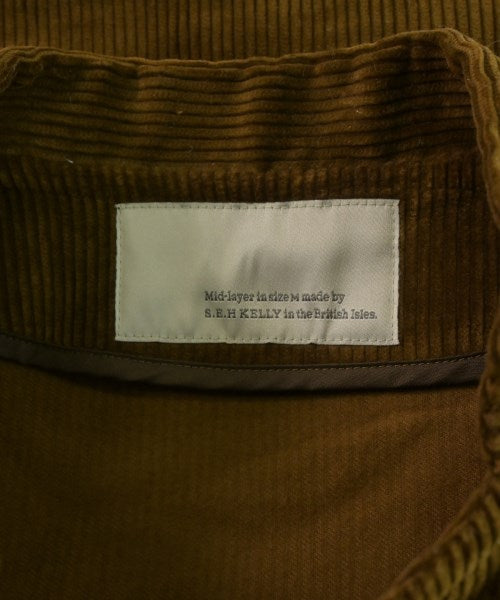 Mid-layer in size M made by
S.E.H KELLY in the British Isles.